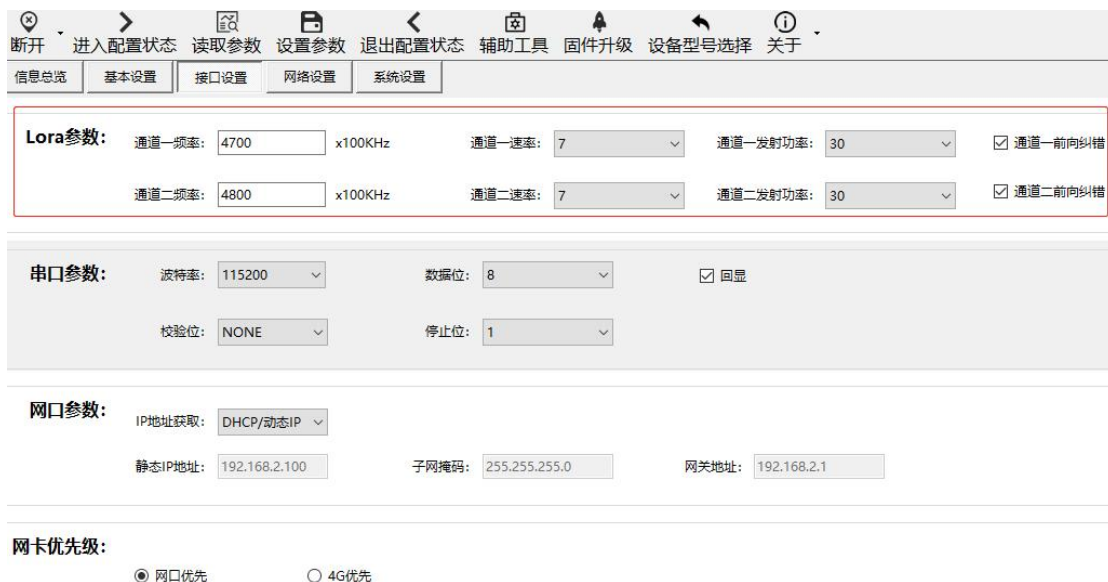 断开 进入配置状态 读取参数 设置参数 退出配置状态 辅助工具 固件升级 设备型号选择 关于
信息总览 基本设置 接口设置 网络设置 系统设置
Lora参数: 通道一频率: 4700 x100KHz 通道一速率: 7 通道一发射功率: 30 通道一前向纠错
通道二频率: 4800 x100KHz 通道二速率: 7 通道二发射功率: 30 通道二前向纠错
串口参数: 波特率: 115200 数据位: 8 回显
校验位: NONE 停止位: 1
网口参数: IP地址获取: DHCP/动态IP
静态IP地址: 192.168.2.100 子网掩码: 255.255.255.0 网关地址: 192.168.2.1
网卡优先级:
网口优先 4G优先